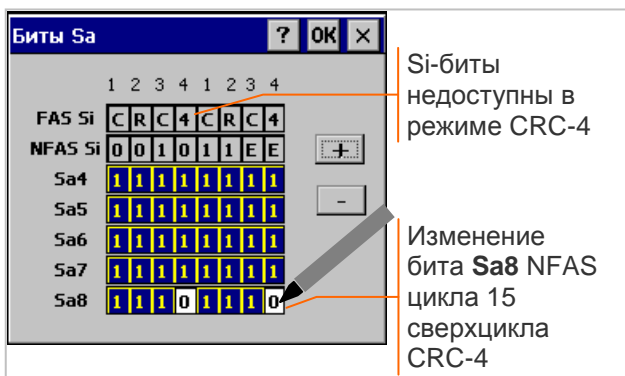 Биты Sa ? OK ×
1 2 3 4 1 2 3 4
FAS Si C R C 4 C R C 4
NFAS Si 0 0 1 0 1 1 E E
Sa4 1 1 1 1 1 1 1 1
Sa5 1 1 1 1 1 1 1 1
Sa6 1 1 1 1 1 1 1 1
Sa7 1 1 1 1 1 1 1 1
Sa8 1 1 1 0 1 1 1 0
+
-
Si-биты
недоступны в
режиме CRC-4
Изменение
бита Sa8 NFAS
цикла 15
сверхцикла
CRC-4